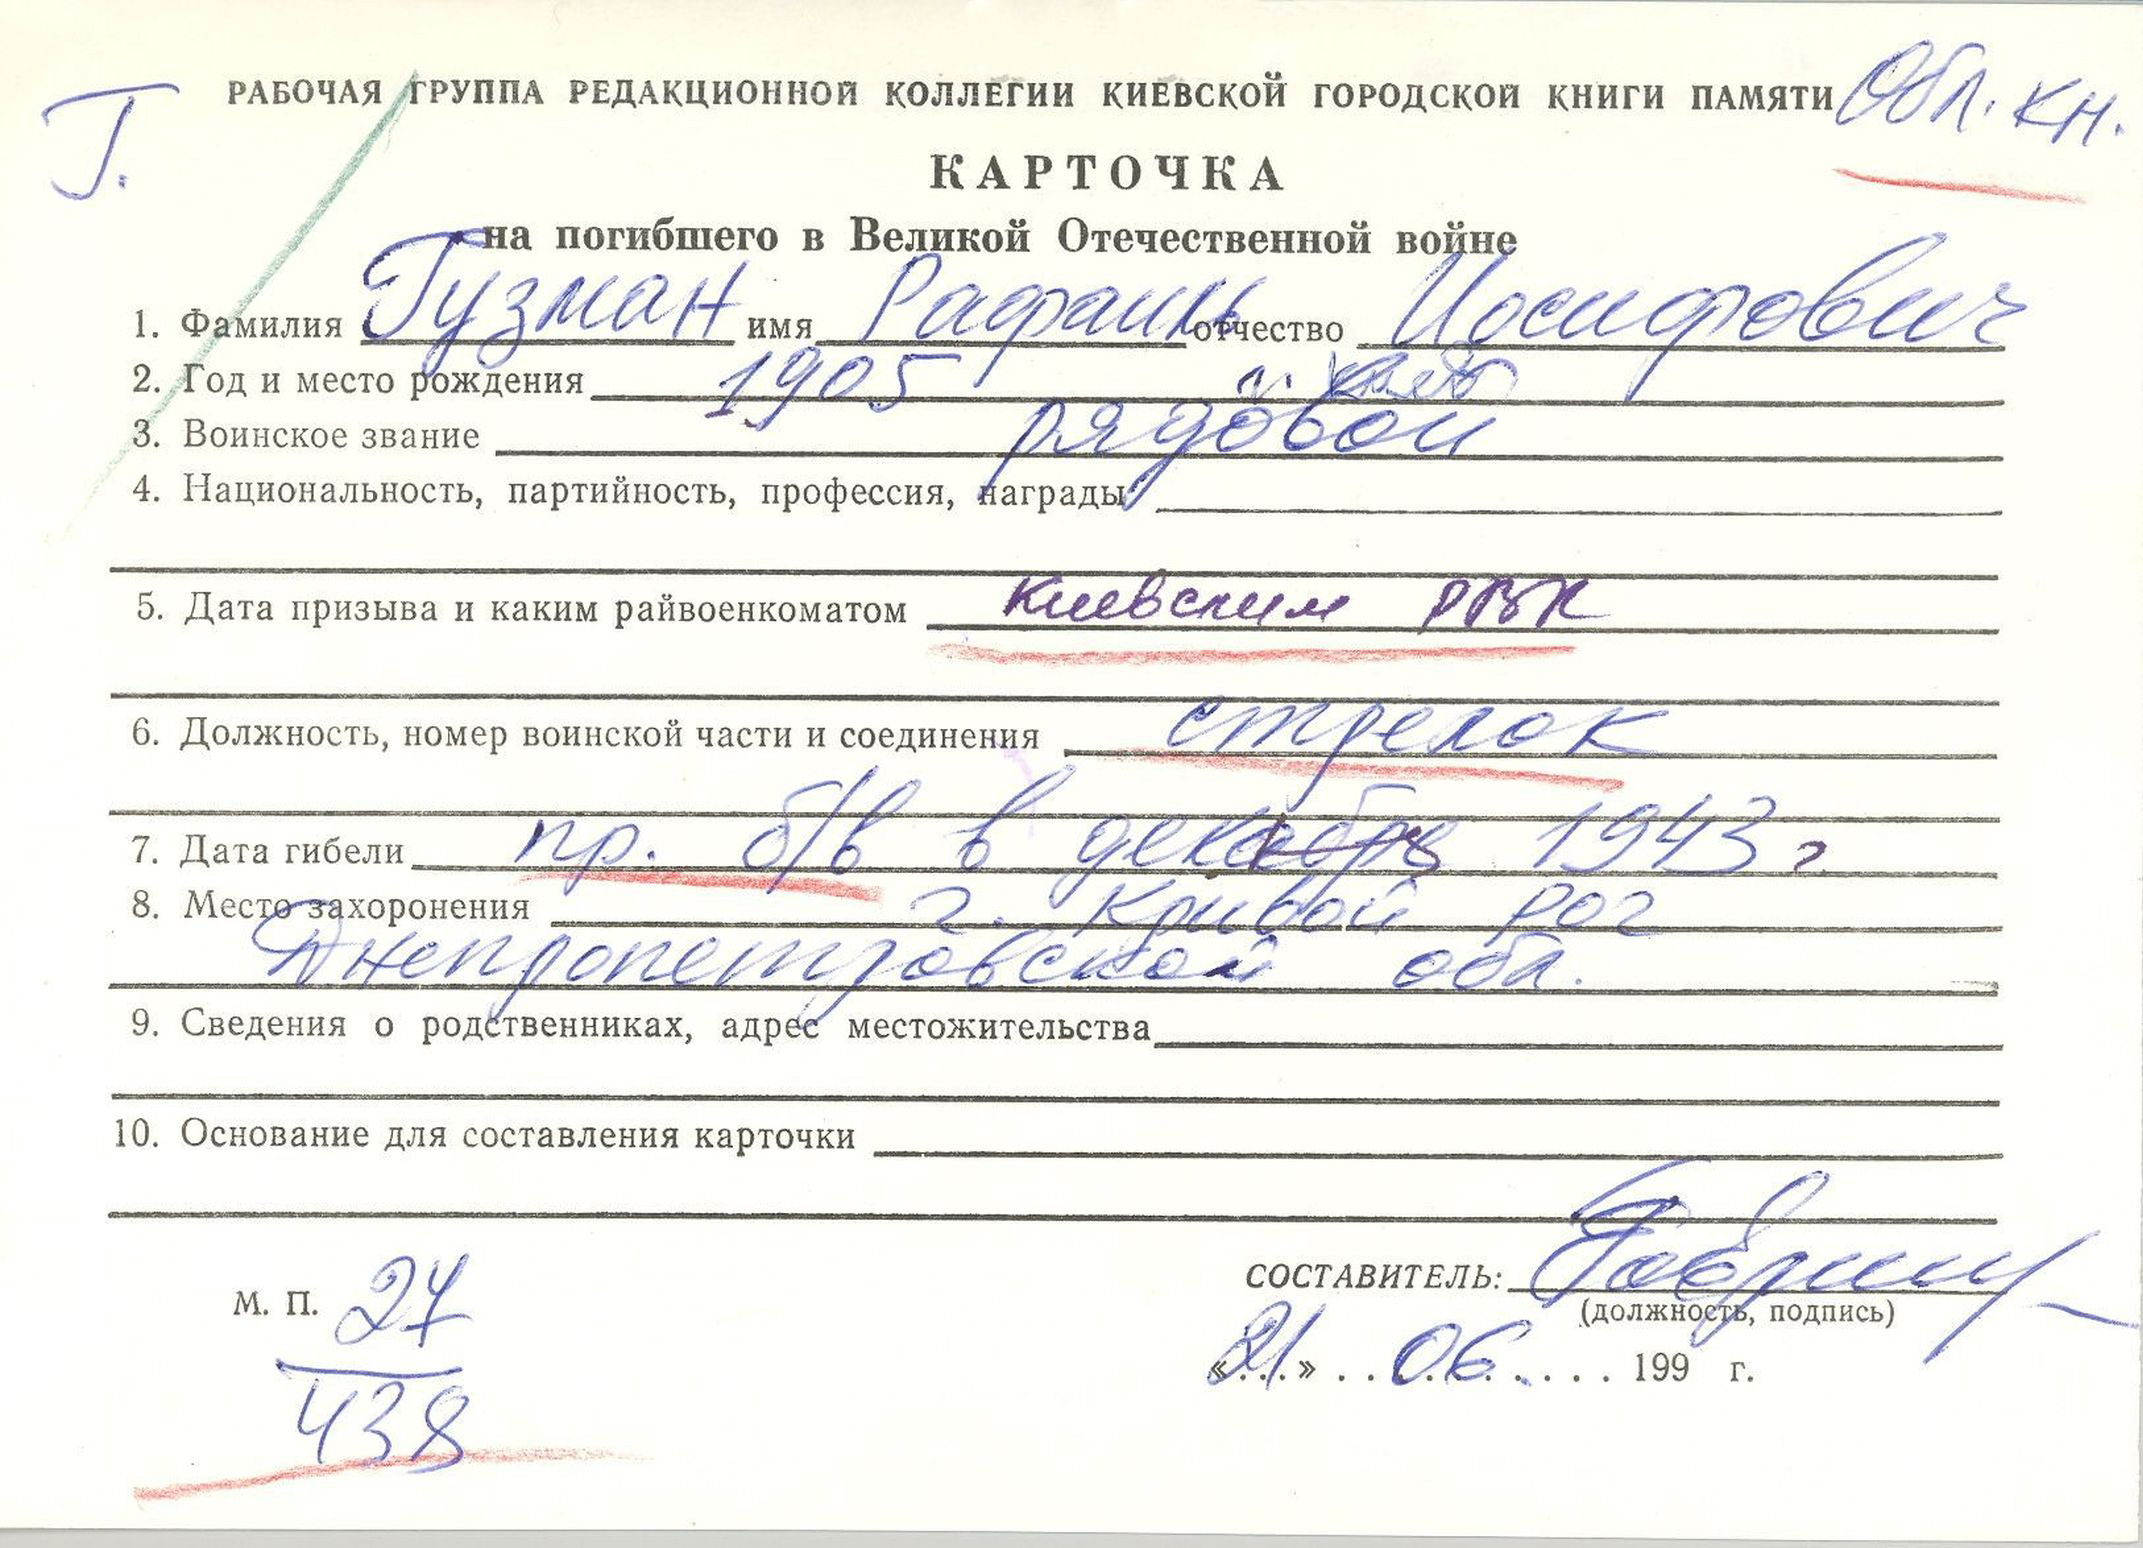 Г.
РАБОЧАЯ ГРУППА РЕДАКЦИОННОЙ КОЛЛЕГИИ КИЕВСКОЙ ГОРОДСКОЙ КНИГИ ПАМЯТИ Обл. кн.
КАРТОЧКА
на погибшего в Великой Отечественной войне
1. Фамилия Гузман имя Рафаиль отчество Иосифович
2. Год и место рождения 1905
3. Воинское звание рядовой
4. Национальность, партийность, профессия, награды
5. Дата призыва и каким райвоенкоматом Киевским РВК
6. Должность, номер воинской части и соединения стрелок
7. Дата гибели пр. б/в в декабре 1943 г
8. Место захоронения г. Кривой Рог
Днепропетровской обл.
9. Сведения о родственниках, адрес местожительства
10. Основание для составления карточки
СОСТАВИТЕЛЬ:
(должность, подпись)
М. П. 27
438
«21» 06 199 г.